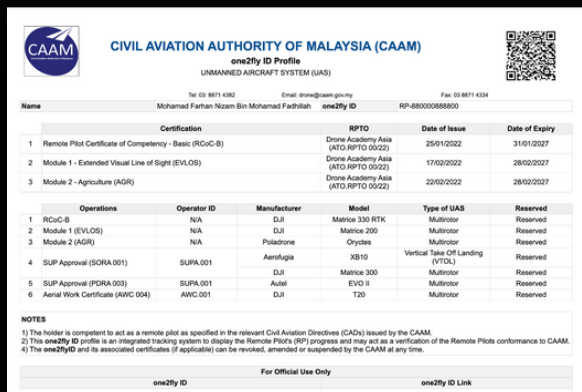 CAAM
CIVIL AVIATION AUTHORITY OF MALAYSIA (CAAM)
one2fly ID Profile
UNMANNED AIRCRAFT SYSTEM (UAS)
Tel: 03: 8871 4382 Email: drone@caam.gov.my Fax: 03 8871 4334
Name Mohamad Farhan Nizam Bin Mohamad Fadhillah one2fly ID RP-880000888800
Certification RPTO Date of Issue Date of Expiry
1 Remote Pilot Certificate of Competency - Basic (RCoC-B) Drone Academy Asia (ATO.RPTO 00/22) 25/01/2022 31/01/2027
2 Module 1 - Extended Visual Line of Sight (EVLOS) Drone Academy Asia (ATO.RPTO 00/22) 17/02/2022 28/02/2027
3 Module 2 - Agriculture (AGR) Drone Academy Asia (ATO.RPTO 00/22) 22/02/2022 28/02/2027
Operations Operator ID Manufacturer Model Type of UAS Reserved
1 RCoC-B N/A DJI Matrice 330 RTK Multirotor Reserved
2 Module 1 (EVLOS) N/A DJI Matrice 200 Multirotor Reserved
3 Module 2 (AGR) N/A Poladrone Oryctes Multirotor Reserved
4 SUP Approval (SORA 001) SUPA.001 Aerofugia XB10 Vertical Take Off Landing (VTOL) Reserved
DJI Matrice 300 Multirotor Reserved
5 SUP Approval (PDRA 003) SUPA.001 Autel EVO II Multirotor Reserved
6 Aerial Work Certificate (AWC 004) AWC.001 DJI T20 Multirotor Reserved
NOTES
1) The holder is competent to act as a remote pilot as specified in the relevant Civil Aviation Directives (CADs) issued by the CAAM.
2) This one2fly ID profile is an integrated tracking system to display the Remote Pilot's (RP) progress and may act as a verification of the Remote Pilots conformance to CAAM.
4) The one2flyID and its associated certificates (if applicable) can be revoked, amended or suspended by the CAAM at any time.
For Official Use Only
one2fly ID one2fly ID Link